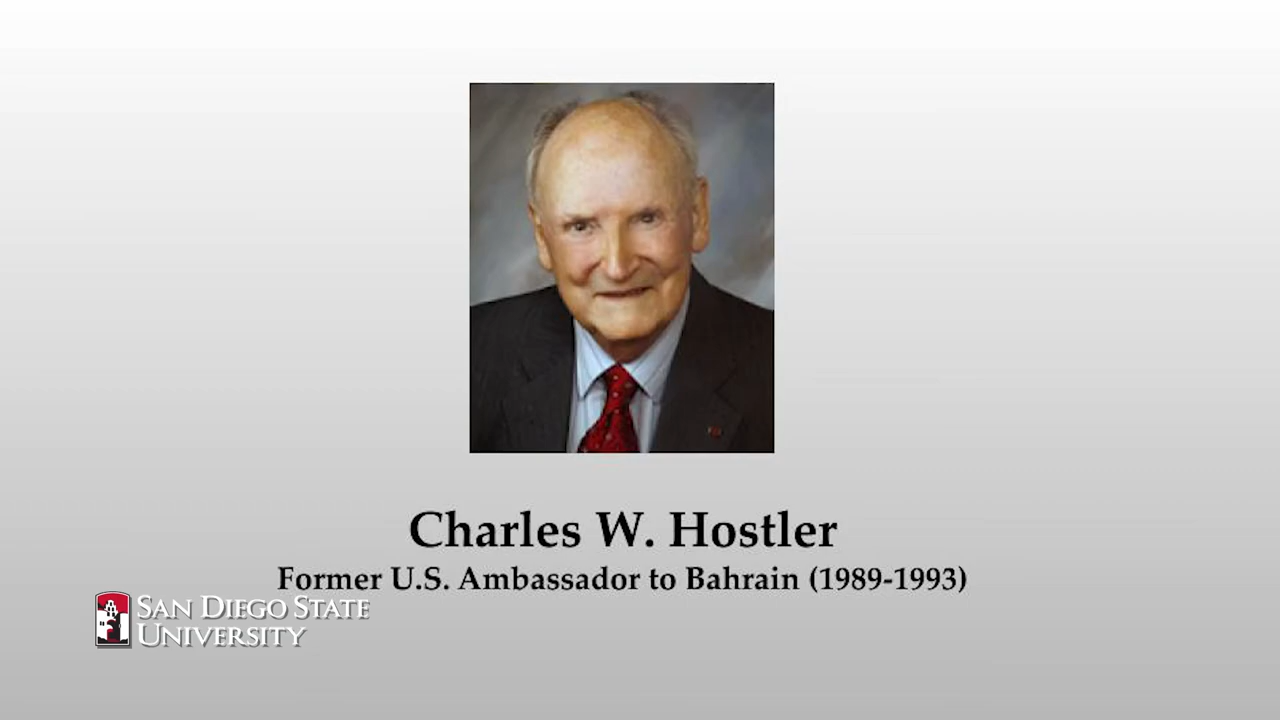 Charles W. Hostler
Former U.S. Ambassador to Bahrain (1989-1993)
SAN DIEGO STATE
UNIVERSITY